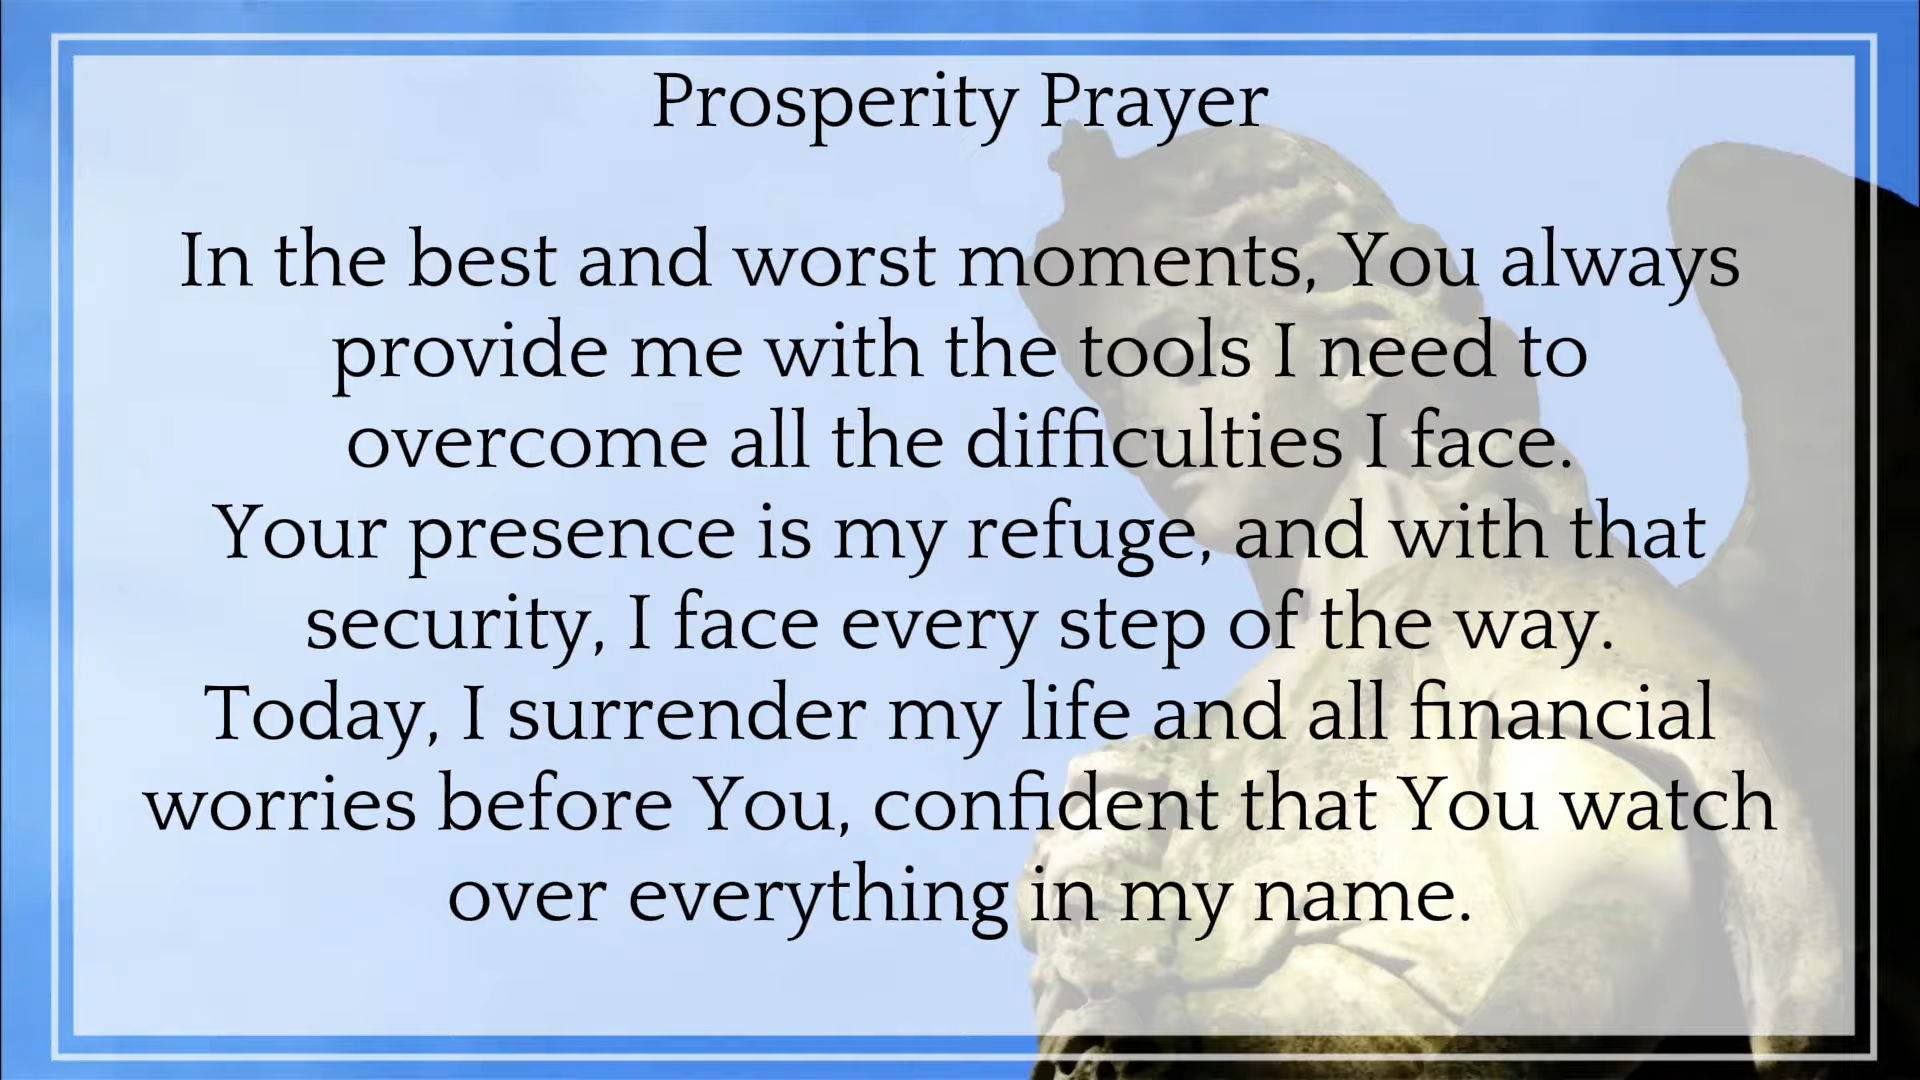 Prosperity Prayer
In the best and worst moments, You always
provide me with the tools I need to
overcome all the difficulties I face.
Your presence is my refuge, and with that
security, I face every step of the way.
Today, I surrender my life and all financial
worries before You, confident that You watch
over everything in my name.